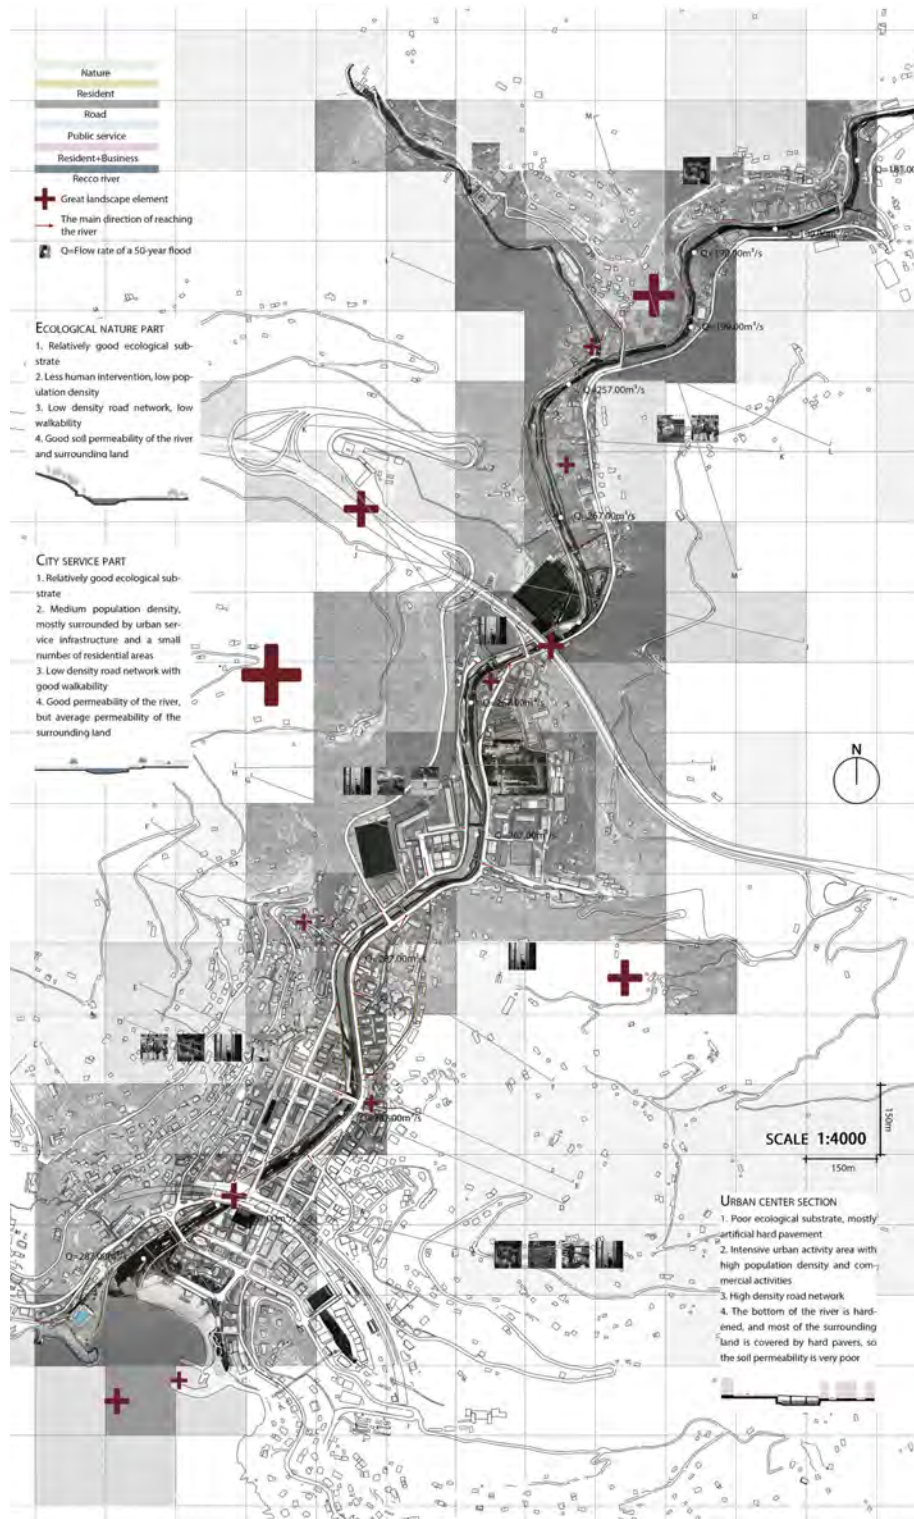 Nature
Resident
Road
Public service
Resident+Business
Recco river
Great landscape element
The main direction of reaching
the river
Q=Flow rate of a 50-year flood
M
L
Q=199.00m³/s
Q=257.00m³/s
K
L
K
Q=267.00m³/s
J
M
J
ECOLOGICAL NATURE PART
1. Relatively good ecological sub-
strate
2. Less human intervention, low pop-
ulation density
3. Low density road network, low
walkability
4. Good soil permeability of the river
and surrounding land
CITY SERVICE PART
1. Relatively good ecological sub-
strate
2. Medium population density,
mostly surrounded by urban ser-
vice infrastructure and a small
number of residential areas
3. Low density road network with
good walkability
4. Good permeability of the river,
but average permeability of the
surrounding land
H
G
H
N
F
E
SCALE 1:4000
150m
150m
URBAN CENTER SECTION
1. Poor ecological substrate, mostly
artificial hard pavement
2. Intensive urban activity area with
high population density and com-
mercial activities
3. High density road network
4. The bottom of the river is hard-
ened, and most of the surrounding
land is covered by hard pavers, so
the soil permeability is very poor